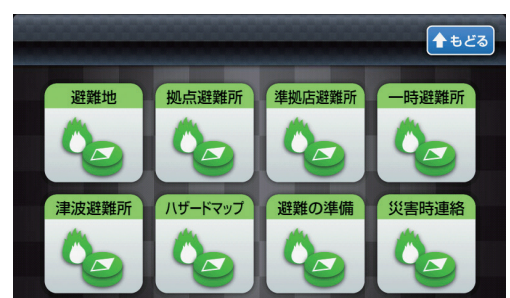 もどる
避難地
拠点避難所
準拠店避難所
一時避難所
津波避難所
ハザードマップ
避難の準備
災害時連絡